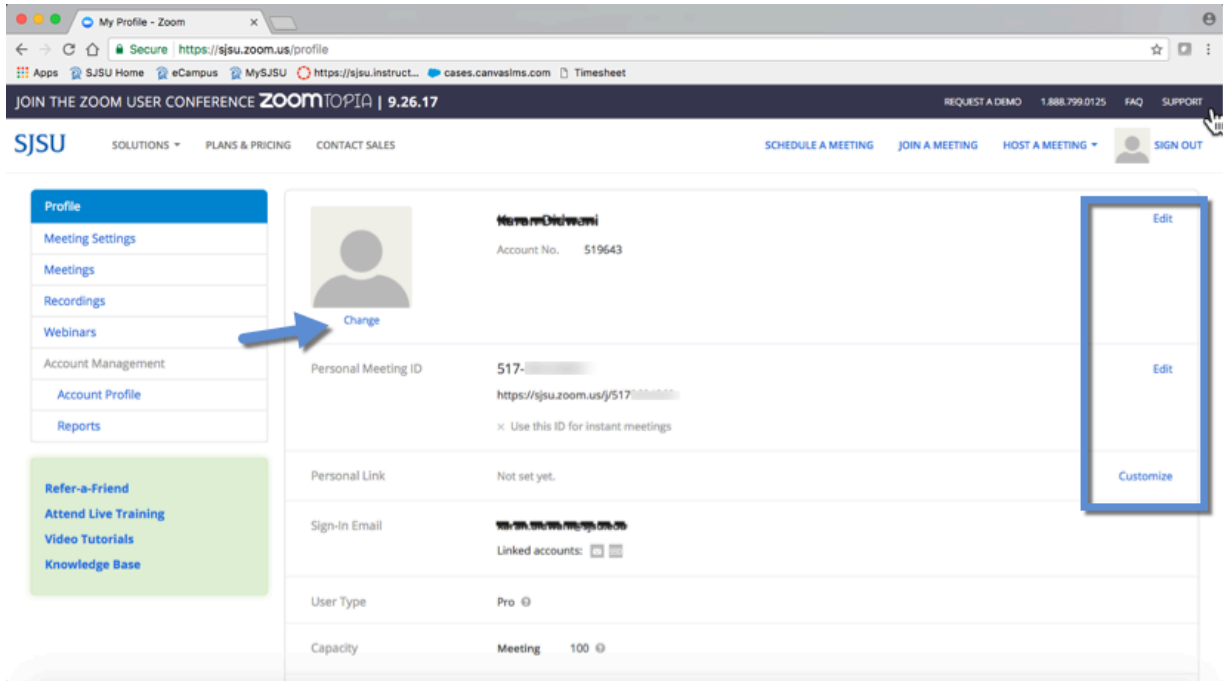 My Profile - Zoom
Secure https://sjsu.zoom.us/profile
Apps SJSU Home eCampus MySJSU https://sjsu.instruct... cases.canvaslms.com Timesheet
JOIN THE ZOOM USER CONFERENCE ZOOMTOPIA | 9.26.17 REQUEST A DEMO 1.888.799.0125 FAQ SUPPORT
SJSU SOLUTIONS PLANS & PRICING CONTACT SALES SCHEDULE A MEETING JOIN A MEETING HOST A MEETING SIGN OUT
Profile
Meeting Settings
Meetings
Recordings
Webinars
Account Management
Account Profile
Reports
Refer-a-Friend
Attend Live Training
Video Tutorials
Knowledge Base
Change
Edit
Account No. 519643
Personal Meeting ID 517- Edit
https://sjsu.zoom.us/j/517
× Use this ID for instant meetings
Personal Link Not set yet. Customize
Sign-In Email
Linked accounts:
User Type Pro
Capacity Meeting 100